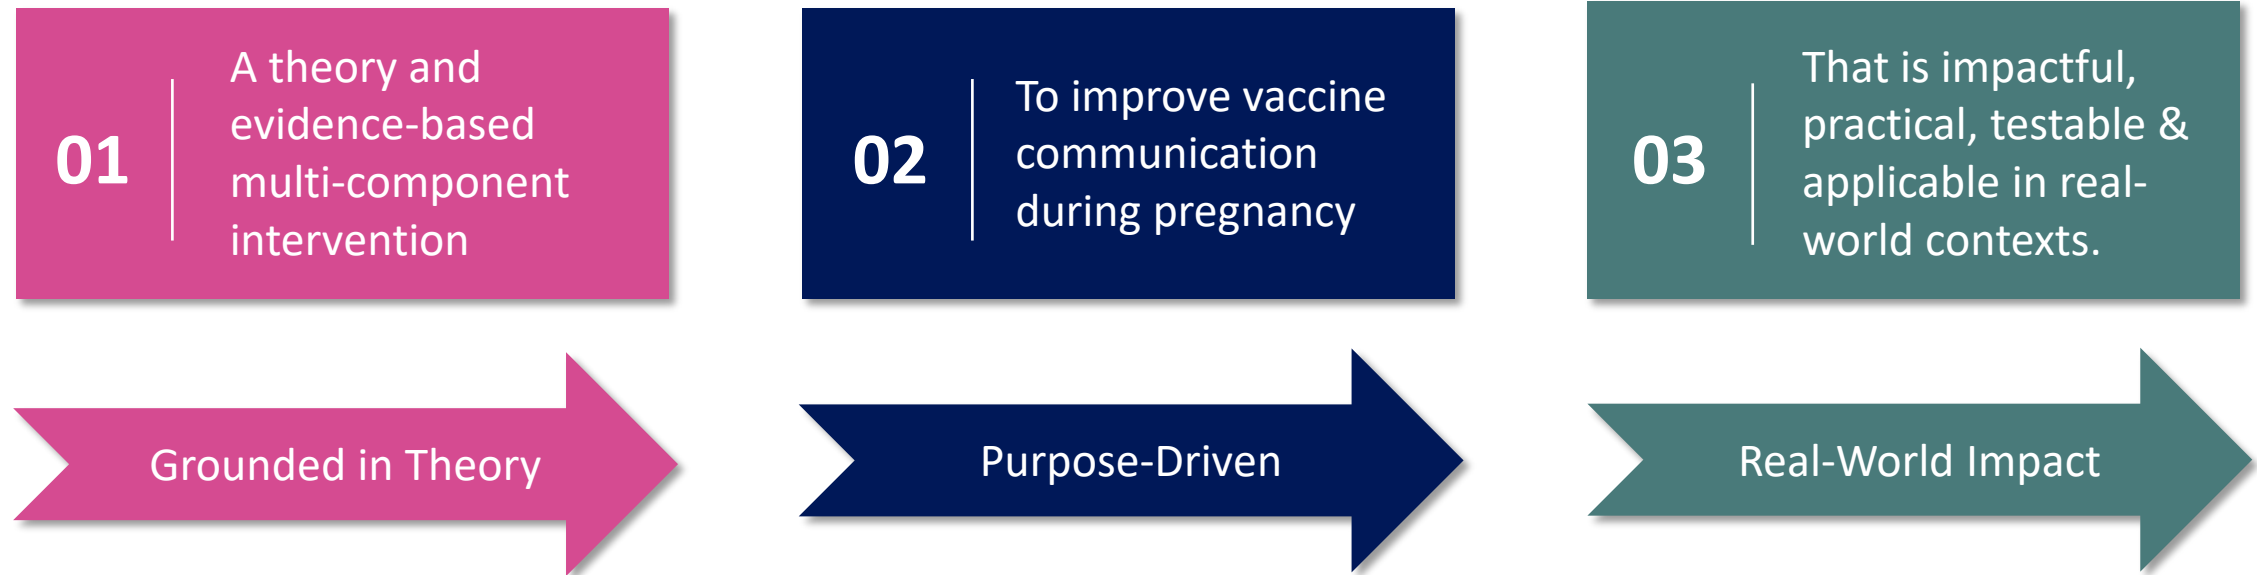 01
A theory and
evidence-based
multi-component
intervention
02
To improve vaccine
communication
during pregnancy
03
That is impactful,
practical, testable &
applicable in real-
world contexts.
Grounded in Theory
Purpose-Driven
Real-World Impact